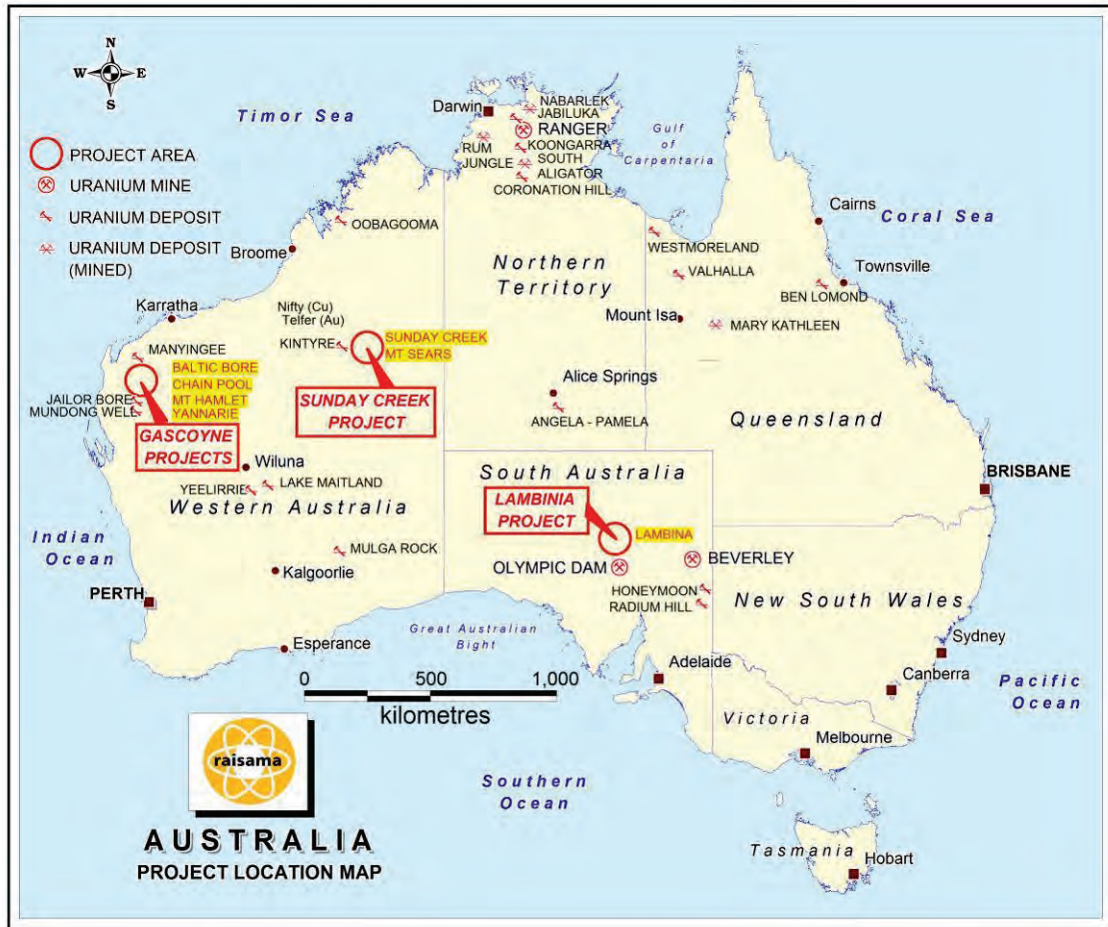 N
W E
S
PROJECT AREA
URANIUM MINE
URANIUM DEPOSIT
URANIUM DEPOSIT
(MINED)
Timor Sea
Darwin
NABARLEK
JABILUKA
RANGER
KOONGARRA
RUM
JUNGLE
SOUTH
ALIGATOR
CORONATION HILL
Gulf
of
Carpentaria
Coral Sea
Cairns
Townsville
BEN LOMOND
OOBAGOOMA
Broome
WESTMORELAND
VALHALLA
Northern
Territory
Mount Isa
MARY KATHLEEN
Karratha
Nifty (Cu)
Telfer (Au)
KINTYRE
SUNDAY CREEK
MT SEARS
SUNDAY CREEK
PROJECT
MANYINGEE
BALTIC BORE
CHAIN POOL
MT HAMLET
YANNARIE
JAILOR BORE
MUNDONG WELL
GASCOYNE
PROJECTS
Alice Springs
ANGELA - PAMELA
Queensland
BRISBANE
Wiluna
YEELIRRIE
LAKE MAITLAND
Western Australia
South Australia
LAMBINIA
PROJECT
LAMBINA
OLYMPIC DAM
BEVERLEY
HONEYMOON
RADIUM HILL
New South Wales
Indian
Ocean
MULGA ROCK
Kalgoorlie
PERTH
Esperance
Great Australian
Bight
Sydney
Canberra
Adelaide
Pacific
Ocean
Victoria
Melbourne
0 500 1,000
kilometres
Southern
Ocean
Tasmania
Hobart
raisama
AUSTRALIA
PROJECT LOCATION MAP